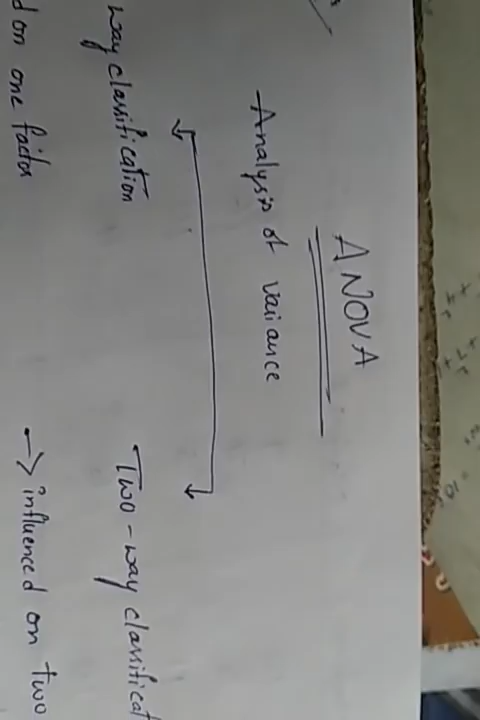 ANOVA
Analysis of variance
way classification
Two-way classificat
d on one factor
-> influenced on two